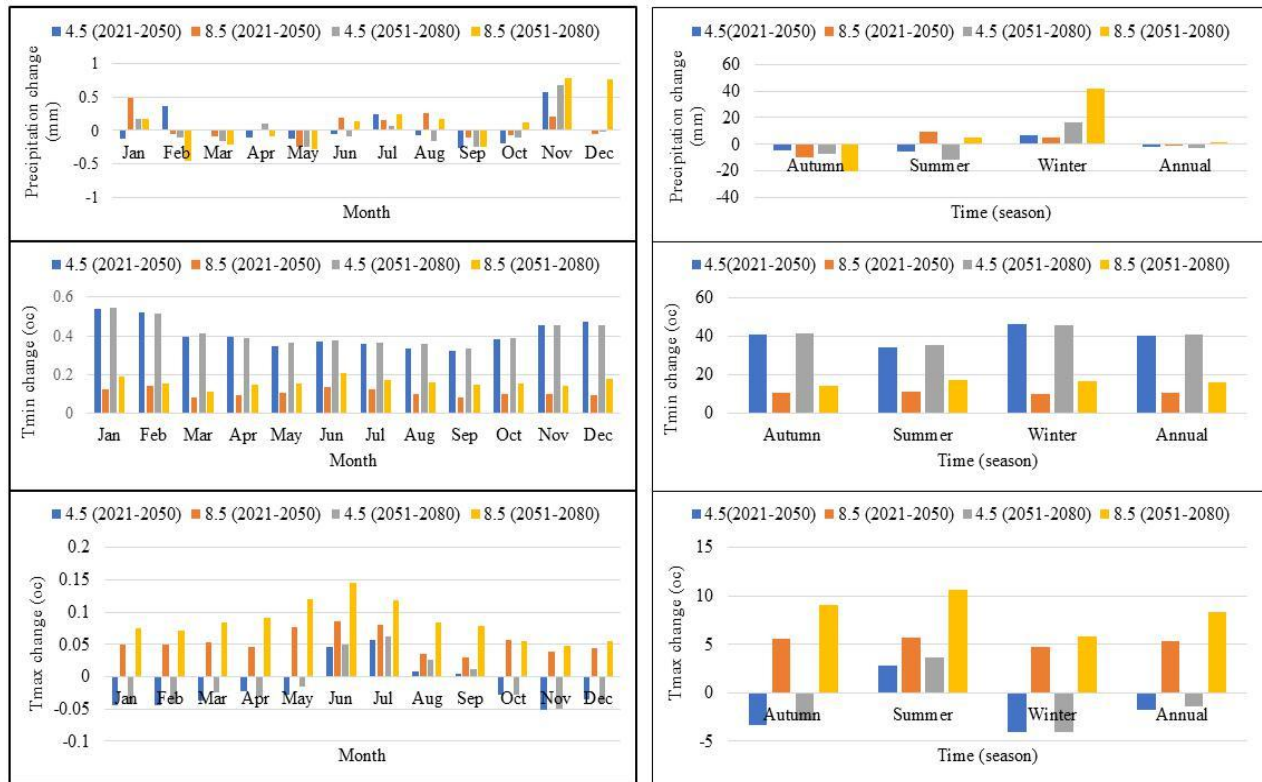 4.5 (2021-2050) 8.5 (2021-2050) 4.5 (2051-2080) 8.5 (2051-2080)
Precipitation change
(mm)
1
0.5
0
-0.5
-1
Jan Feb Mar Apr May Jun Jul Aug Sep Oct Nov Dec
Month
4.5(2021-2050) 8.5 (2021-2050) 4.5 (2051-2080) 8.5 (2051-2080)
Precipitation change
(mm)
60
40
20
0
-20
-40
Autumn Summer Winter Annual
Time (season)
4.5 (2021-2050) 8.5 (2021-2050) 4.5 (2051-2080) 8.5 (2051-2080)
Tmin change (oc)
0.6
0.4
0.2
0
Jan Feb Mar Apr May Jun Jul Aug Sep Oct Nov Dec
Month
4.5(2021-2050) 8.5 (2021-2050) 4.5 (2051-2080) 8.5 (2051-2080)
Tmin change (oc)
60
40
20
0
Autumn Summer Winter Annual
Time (season)
4.5 (2021-2050) 8.5 (2021-2050) 4.5 (2051-2080) 8.5 (2051-2080)
Tmax change (oc)
0.2
0.15
0.1
0.05
0
-0.05
-0.1
Jan Feb Mar Apr May Jun Jul Aug Sep Oct Nov Dec
Month
4.5(2021-2050) 8.5 (2021-2050) 4.5 (2051-2080) 8.5 (2051-2080)
Tmax change (oc)
15
10
5
0
-5
Autumn Summer Winter Annual
Time (season)